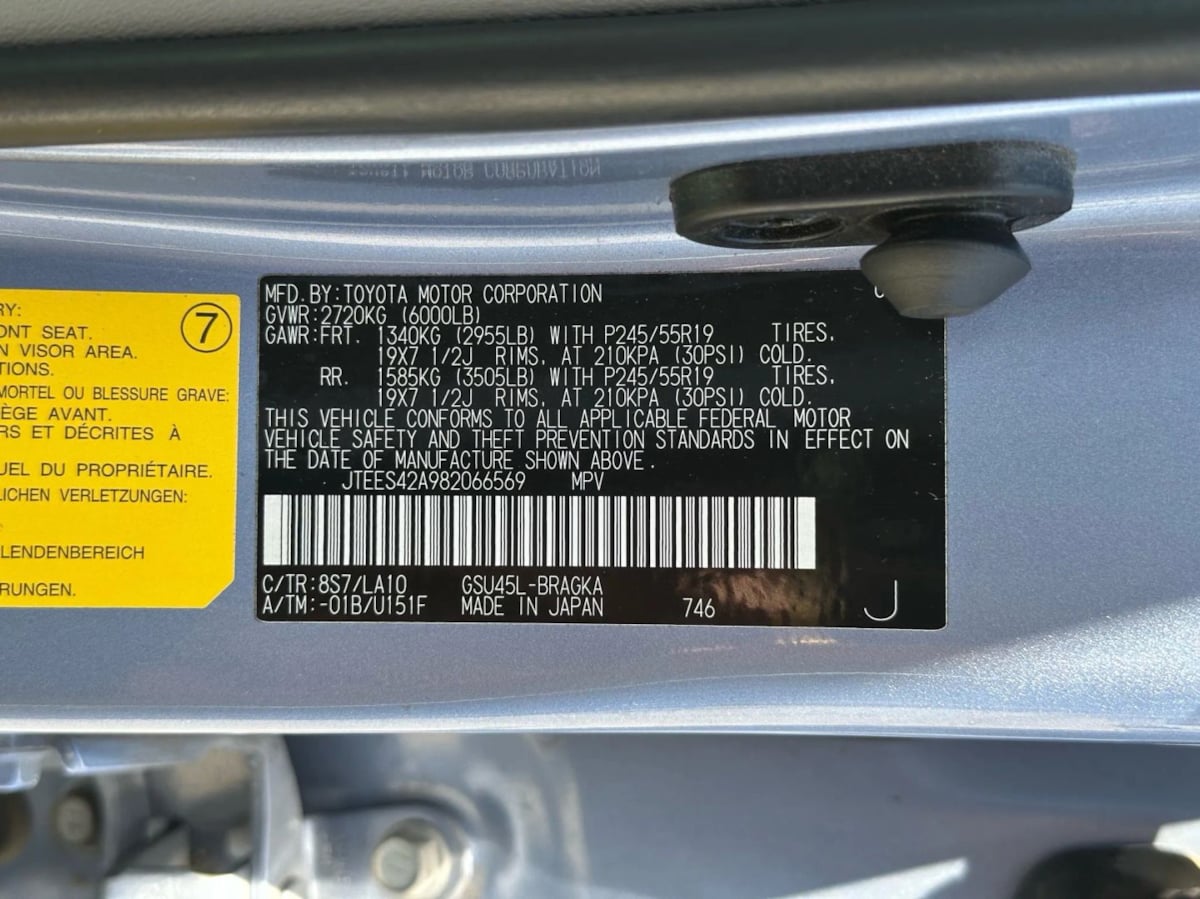 RY:
ONT SEAT.
N VISOR AREA.
TIONS.
MORTEL OU BLESSURE GRAVE:
ÈGE AVANT.
RS ET DÉCRITES À
UEL DU PROPRIÉTAIRE.
LICHEN VERLETZUNGEN:
LENDENBEREICH
RUNGEN.
7
MFD.BY:TOYOTA MOTOR CORPORATION
GVWR:2720KG (6000LB)
GAWR:FRT. 1340KG (2955LB) WITH P245/55R19 TIRES,
19X7 1/2J RIMS, AT 210KPA (30PSI) COLD.
RR. 1585KG (3505LB) WITH P245/55R19 TIRES,
19X7 1/2J RIMS, AT 210KPA (30PSI) COLD.
THIS VEHICLE CONFORMS TO ALL APPLICABLE FEDERAL MOTOR
VEHICLE SAFETY AND THEFT PREVENTION STANDARDS IN EFFECT ON
THE DATE OF MANUFACTURE SHOWN ABOVE.
JTEES42A982066569 MPV
C/TR:8S7/LA10 GSU45L-BRAGKA
A/TM:-01B/U151F MADE IN JAPAN 746
J